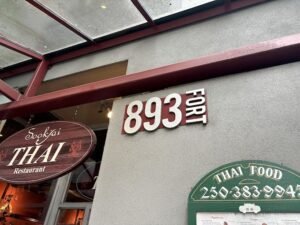 Sookjai
THAI
Restaurant
893 FORT
THAI FOOD
250-383-9945